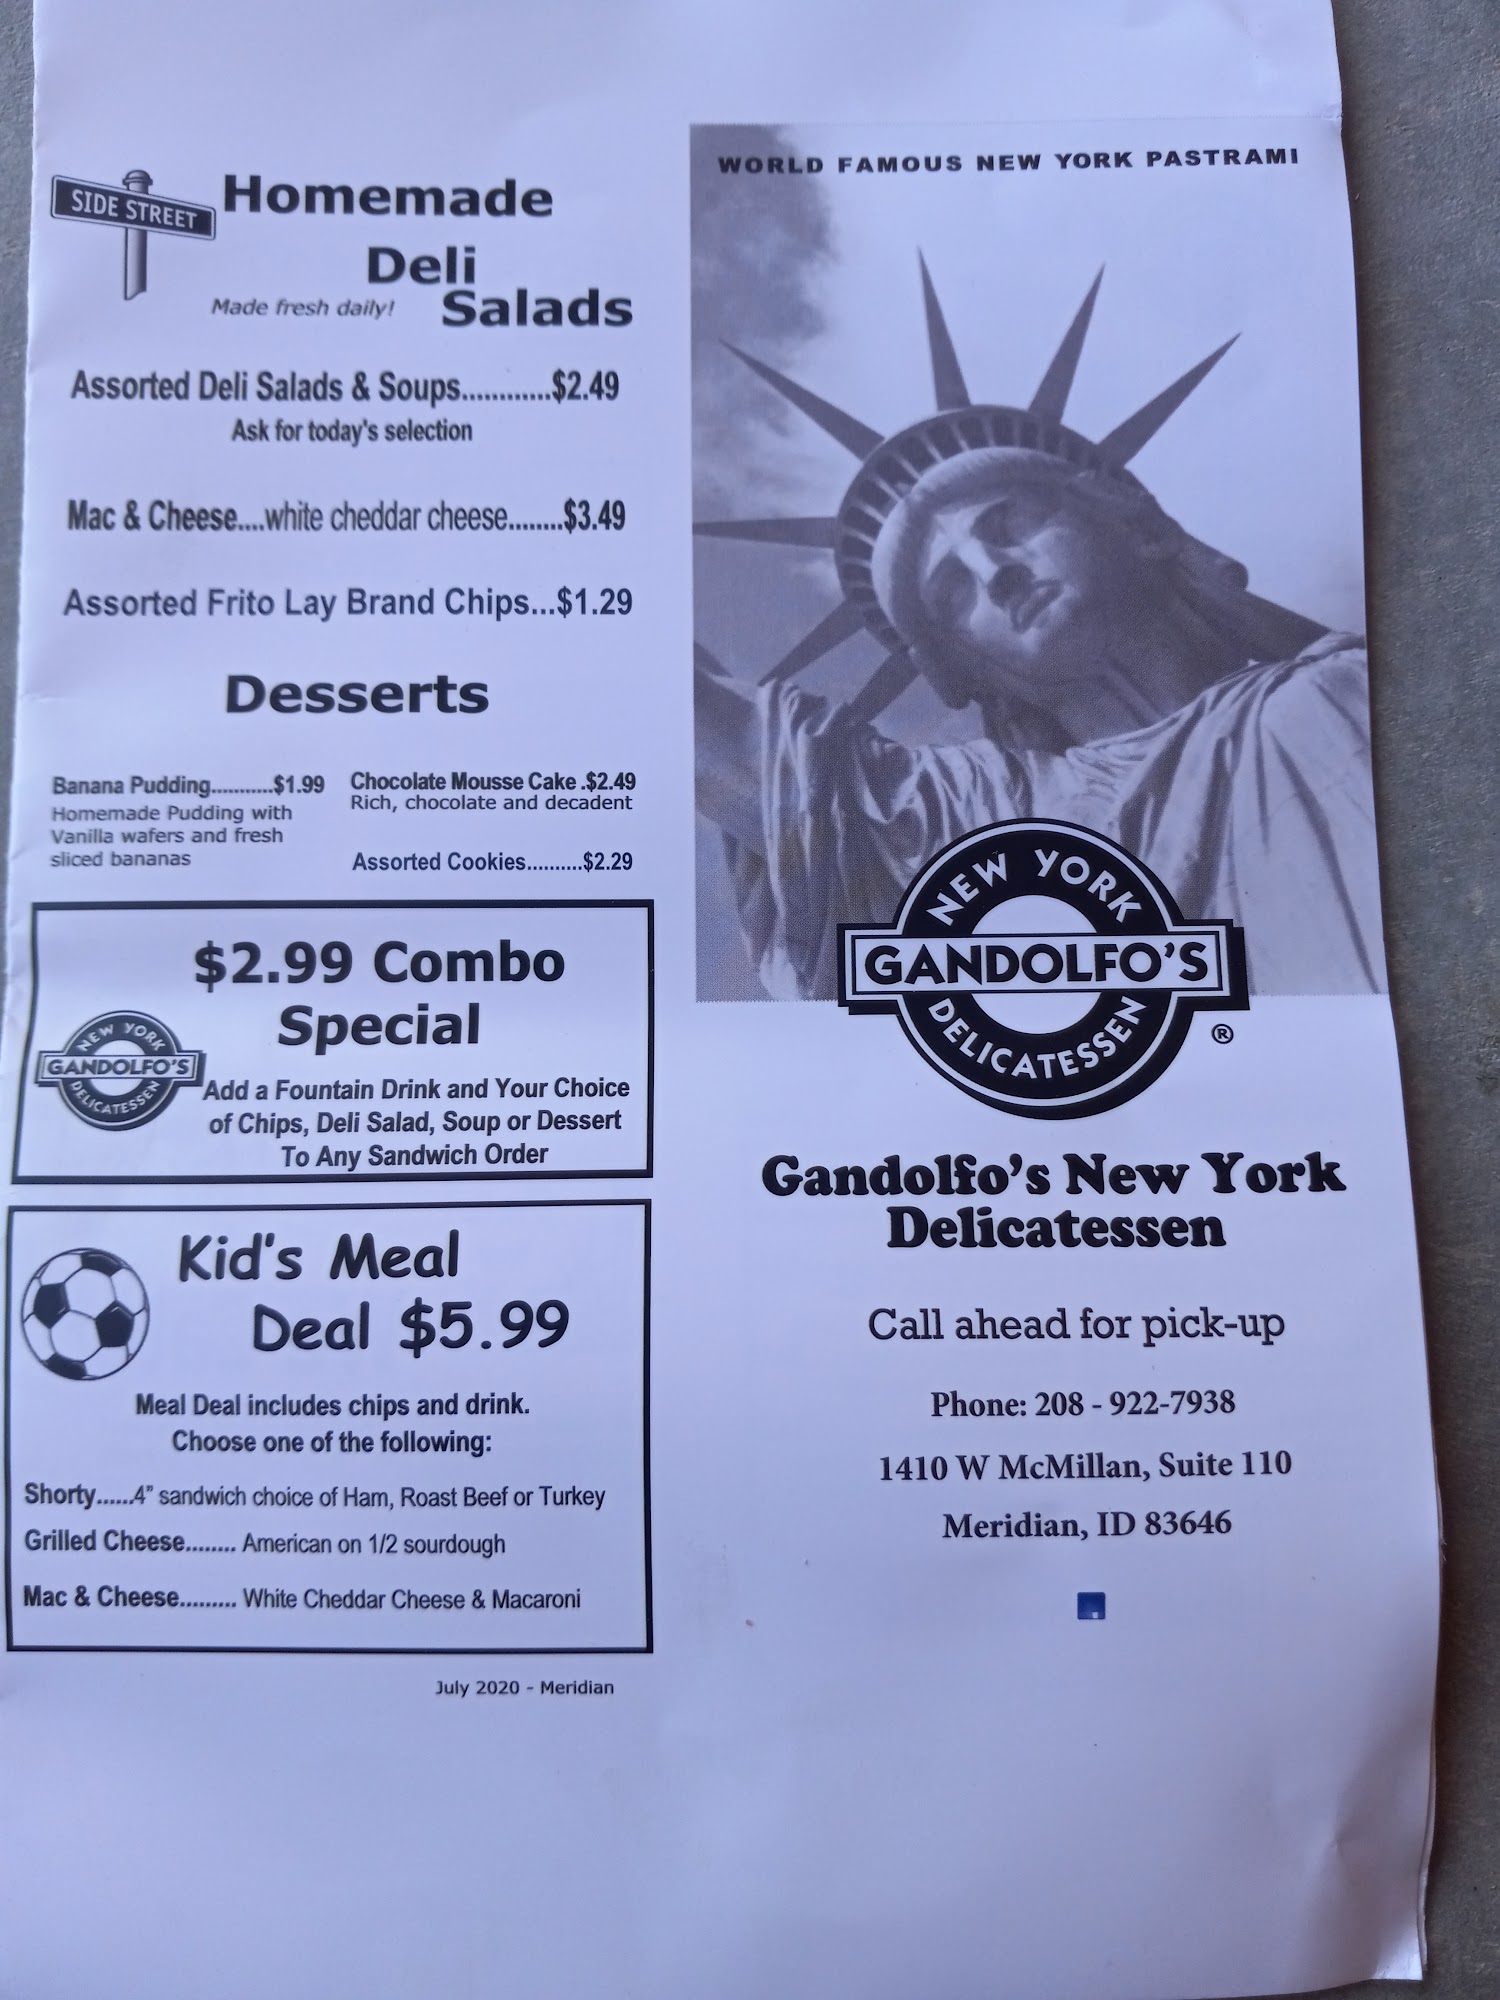 SIDE STREET
Homemade
Deli
Made fresh daily! Salads
Assorted Deli Salads & Soups............$2.49
Ask for today's selection
Mac & Cheese....white cheddar cheese........$3.49
Assorted Frito Lay Brand Chips...$1.29
Desserts
Banana Pudding...........$1.99
Homemade Pudding with
Vanilla wafers and fresh
sliced bananas
Chocolate Mousse Cake .$2.49
Rich, chocolate and decadent
Assorted Cookies..........$2.29
$2.99 Combo
Special
NEW YORK
GANDOLFO'S
DELICATESSEN
Add a Fountain Drink and Your Choice
of Chips, Deli Salad, Soup or Dessert
To Any Sandwich Order
Kid's Meal
Deal $5.99
Meal Deal includes chips and drink.
Choose one of the following:
Shorty......4" sandwich choice of Ham, Roast Beef or Turkey
Grilled Cheese........ American on 1/2 sourdough
Mac & Cheese......... White Cheddar Cheese & Macaroni
July 2020 - Meridian
WORLD FAMOUS NEW YORK PASTRAMI
NEW YORK
GANDOLFO'S
DELICATESSEN
®
Gandolfo's New York
Delicatessen
Call ahead for pick-up
Phone: 208 - 922-7938
1410 W McMillan, Suite 110
Meridian, ID 83646